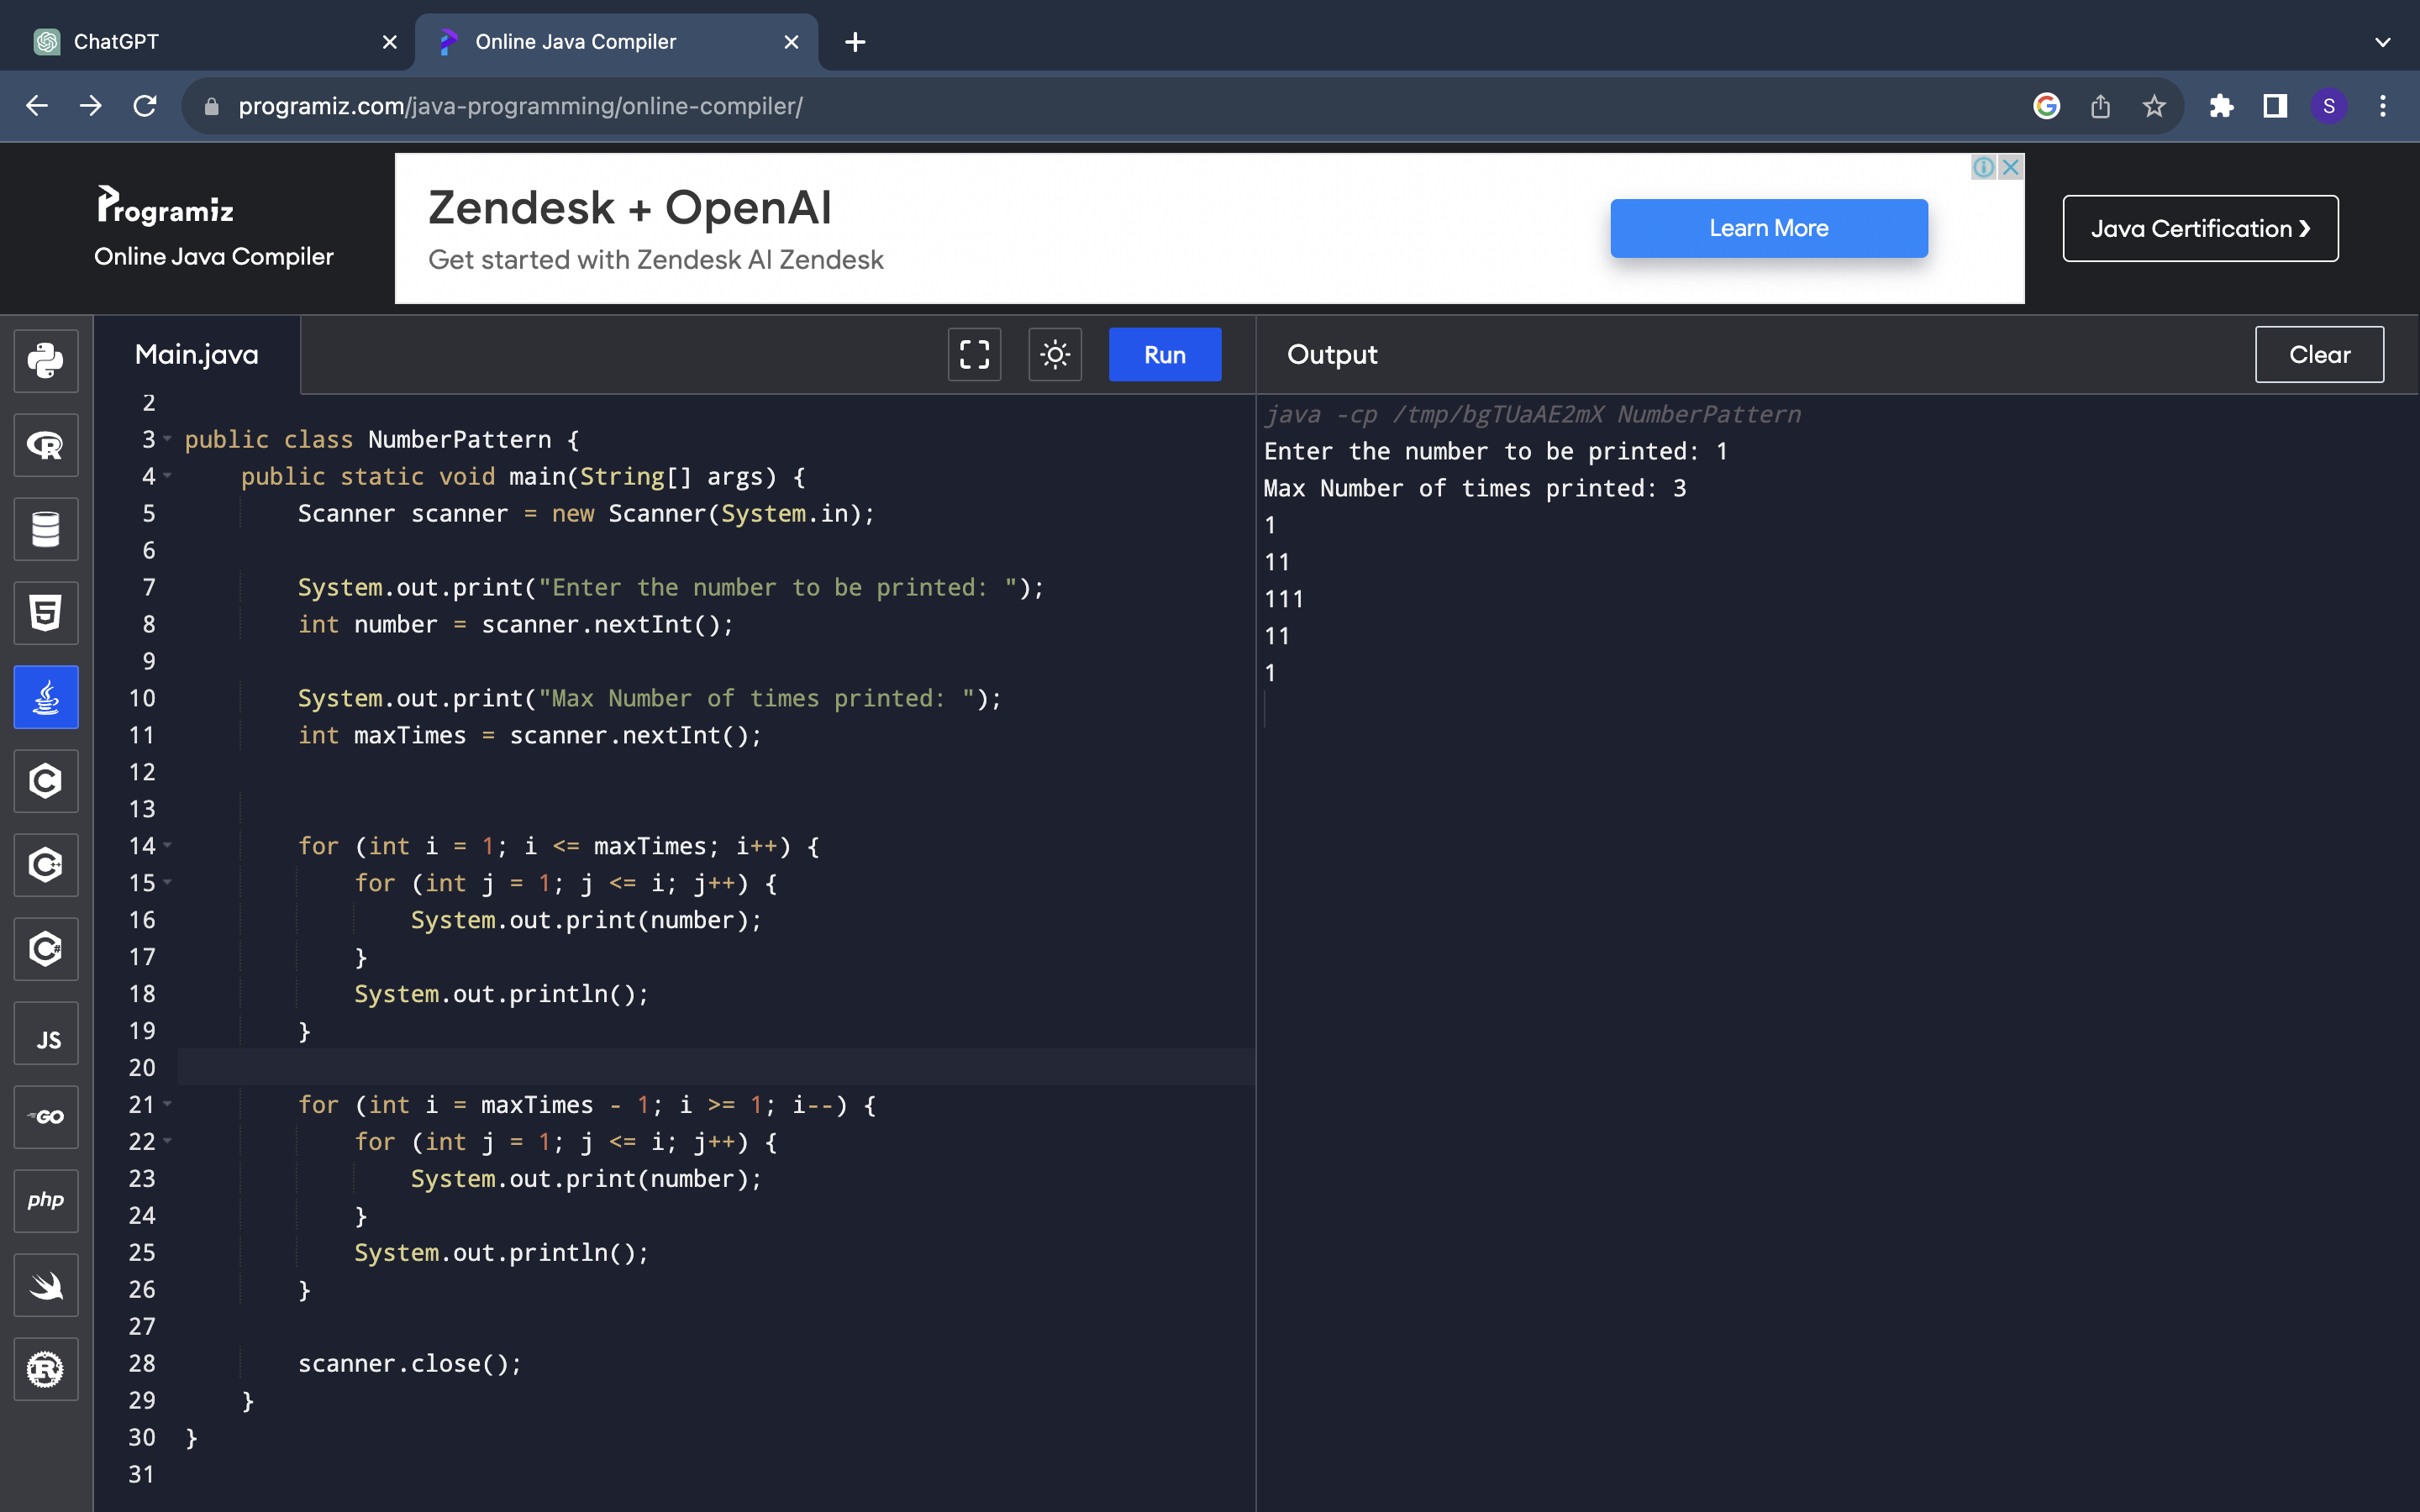 ChatGPT
Online Java Compiler
programiz.com/java-programming/online-compiler/
S
Programiz
Online Java Compiler
Zendesk + OpenAI
Get started with Zendesk AI Zendesk
Learn More
Java Certification ❯
Main.java
Run
Output
Clear
2
3 public class NumberPattern {
4     public static void main(String[] args) {
5         Scanner scanner = new Scanner(System.in);
6
7         System.out.print("Enter the number to be printed: ");
8         int number = scanner.nextInt();
9
10         System.out.print("Max Number of times printed: ");
11         int maxTimes = scanner.nextInt();
12
13
14         for (int i = 1; i <= maxTimes; i++) {
15             for (int j = 1; j <= i; j++) {
16                 System.out.print(number);
17             }
18             System.out.println();
19         }
20
21         for (int i = maxTimes - 1; i >= 1; i--) {
22             for (int j = 1; j <= i; j++) {
23                 System.out.print(number);
24             }
25             System.out.println();
26         }
27
28         scanner.close();
29     }
30 }
31
java -cp /tmp/bgTUaAE2mX NumberPattern
Enter the number to be printed: 1
Max Number of times printed: 3
1
11
111
11
1
R
5
C
C++
C#
JS
GO
php
R